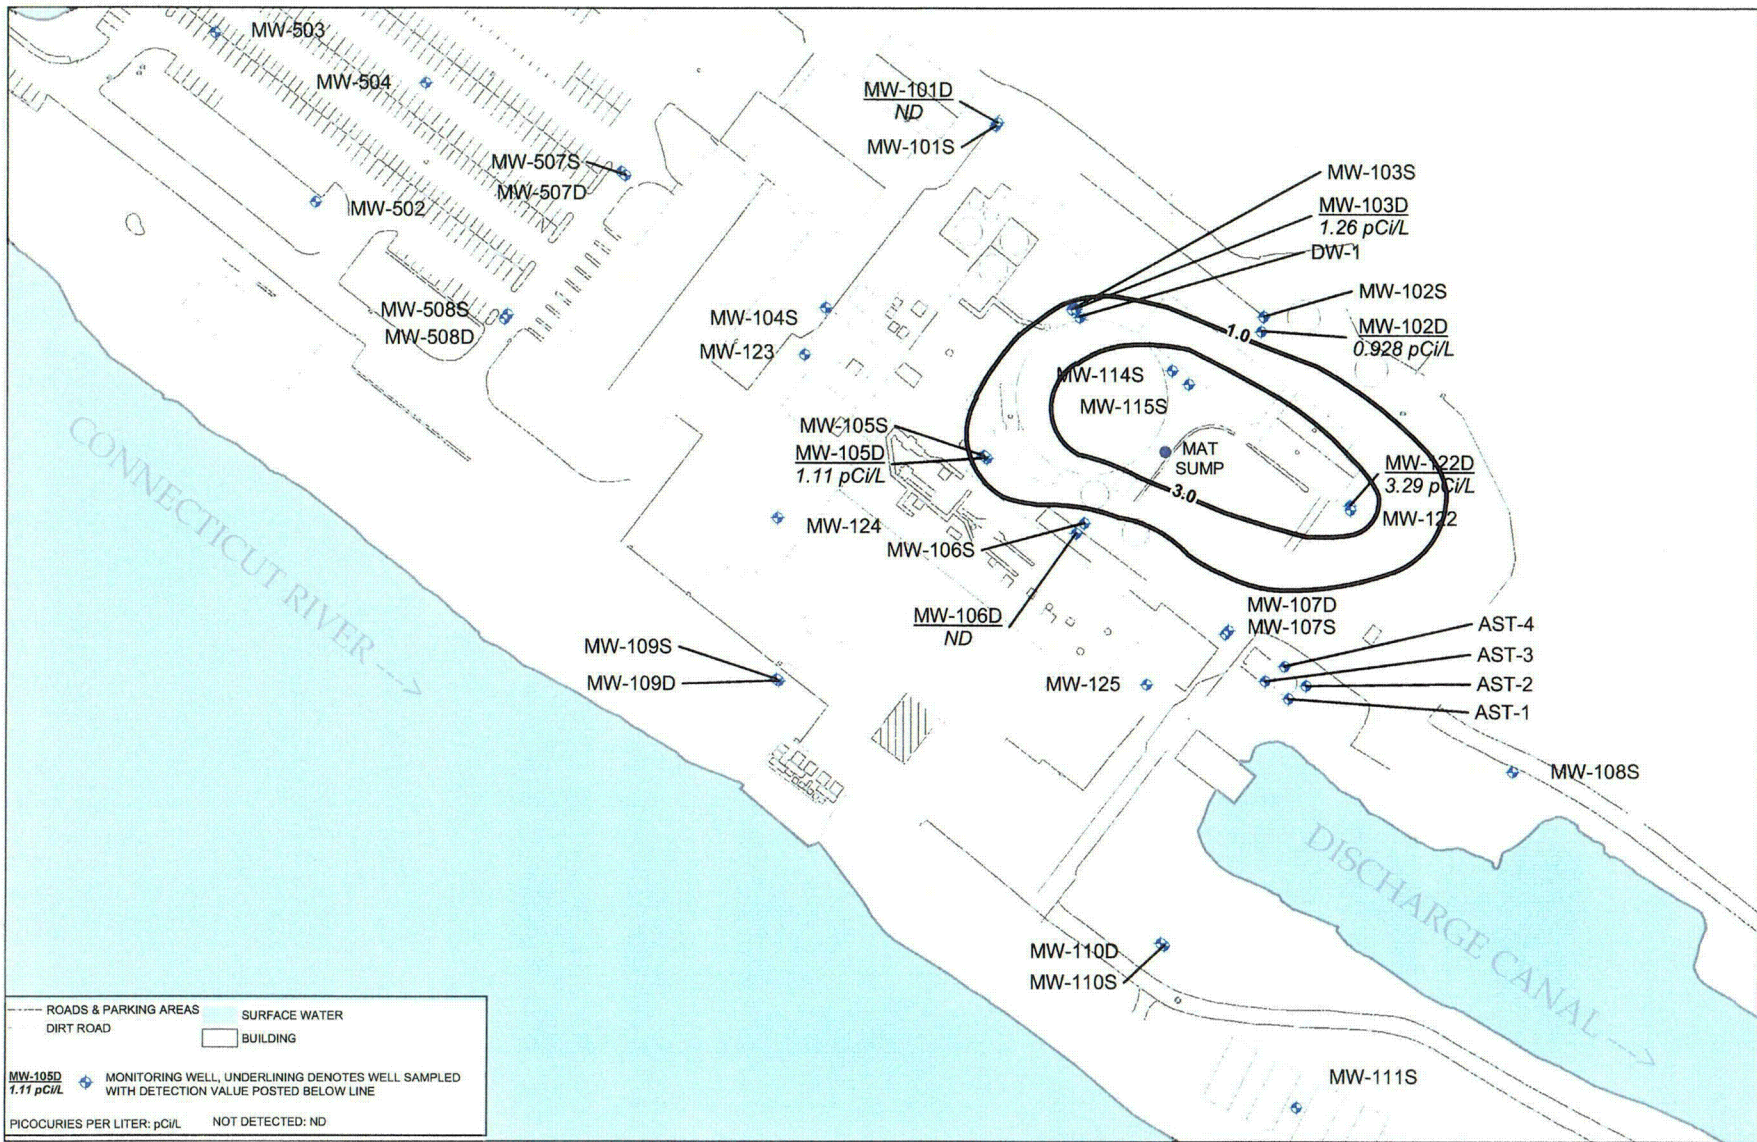 MW-503
MW-504
MW-101D
ND
MW-101S
MW-507S
MW-507D
MW-502
MW-103S
MW-103D
1.26 pCi/L
DW-1
MW-102S
MW-102D
0.928 pCi/L
1.0
MW-508S
MW-508D
MW-104S
MW-123
MW-114S
MW-115S
MW-105S
MW-105D
1.11 pCi/L
MAT
SUMP
3.0
MW-122D
3.29 pCi/L
MW-122
MW-124
MW-106S
MW-106D
ND
CONNECTICUT RIVER --->
MW-107D
MW-107S
AST-4
AST-3
AST-2
AST-1
MW-109S
MW-109D
MW-125
MW-108S
DISCHARGE CANAL --->
MW-110D
MW-110S
MW-111S
ROADS & PARKING AREAS
DIRT ROAD
SURFACE WATER
BUILDING
MW-105D
1.11 pCi/L
MONITORING WELL, UNDERLINING DENOTES WELL SAMPLED
WITH DETECTION VALUE POSTED BELOW LINE
PICOCURIES PER LITER: pCi/L NOT DETECTED: ND